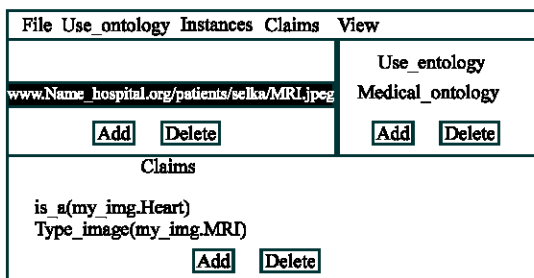 File Use_ontology Instances Claims View
www.Name_hospital.org/patients/selka/MRI.jpeg
Add Delete
Use_entology
Medical_ontology
Add Delete
Claims
is_a(my_img.Heart)
Type_image(my_img.MRI)
Add Delete